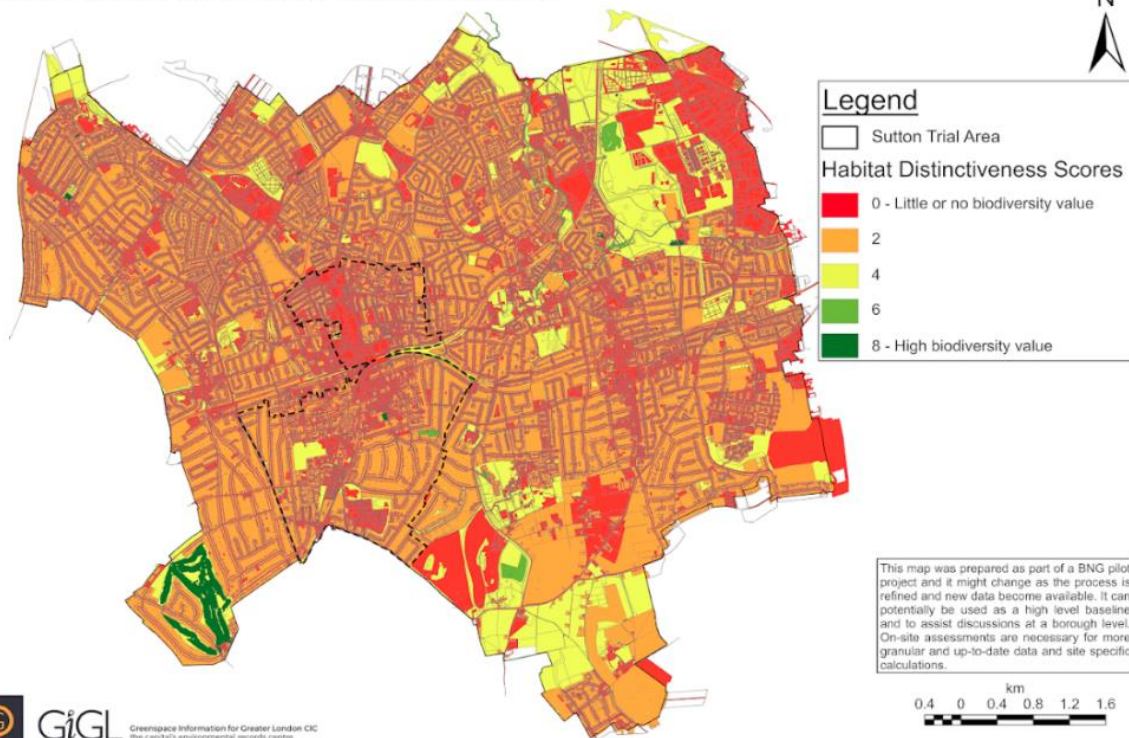 N
Legend
Sutton Trial Area
Habitat Distinctiveness Scores
0 - Little or no biodiversity value
2
4
6
8 - High biodiversity value
This map was prepared as part of a BNG pilot
project and it might change as the process is
refined and new data become available. It can
potentially be used as a high level baseline
and to assist discussions at a borough level.
On-site assessments are necessary for more
granular and up-to-date data and site specific
calculations.
km
0.4 0 0.4 0.8 1.2 1.6
GiGL
Greenspace Information for Greater London CIC
the capital's environmental records centre